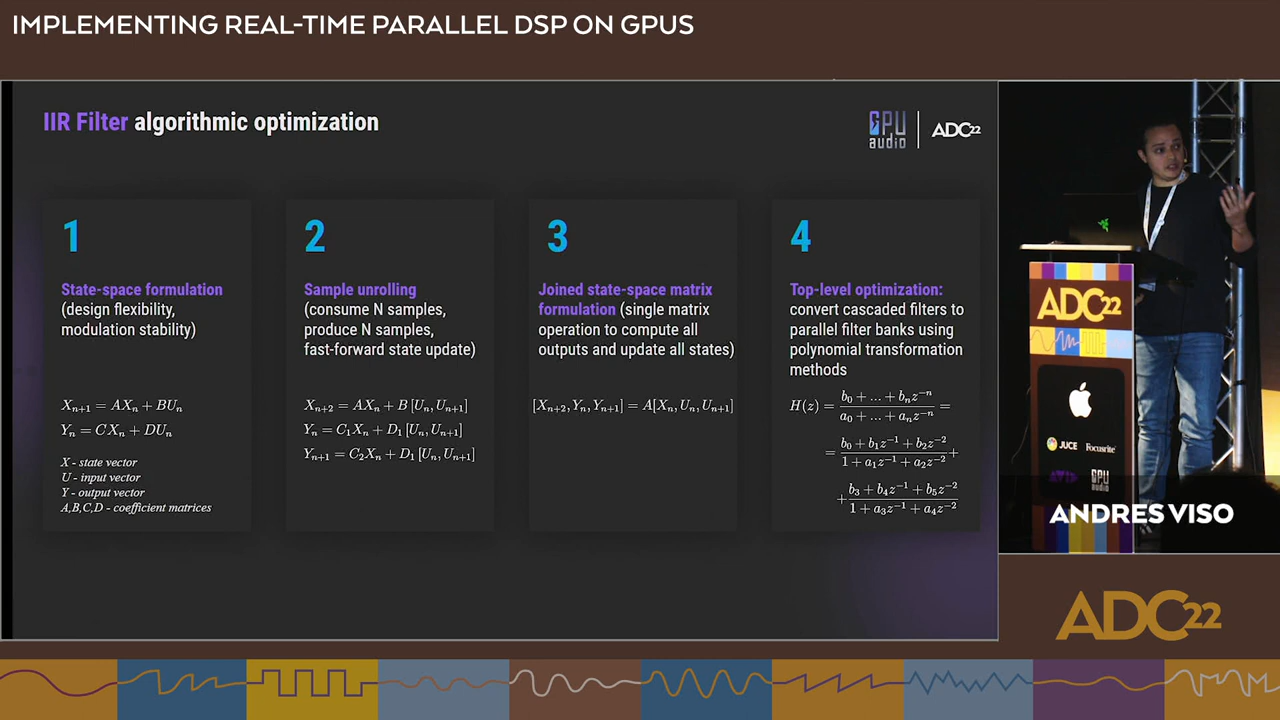 IMPLEMENTING REAL-TIME PARALLEL DSP ON GPUS
IIR Filter algorithmic optimization
GPU
audio
ADC22
1
State-space formulation
(design flexibility,
modulation stability)
X_{n+1} = AX_n + BU_n
Y_n = CX_n + DU_n
X - state vector
U - input vector
Y - output vector
A,B,C,D - coefficient matrices
2
Sample unrolling
(consume N samples,
produce N samples,
fast-forward state update)
X_{n+2} = AX_n + B [U_n, U_{n+1}]
Y_n = C_1X_n + D_1 [U_n, U_{n+1}]
Y_{n+1} = C_2X_n + D_1 [U_n, U_{n+1}]
3
Joined state-space matrix
formulation (single matrix
operation to compute all
outputs and update all states)
[X_{n+2}, Y_n, Y_{n+1}] = A[X_n, U_n, U_{n+1}]
4
Top-level optimization:
convert cascaded filters to
parallel filter banks using
polynomial transformation
methods
H(z) = \frac{b_0 + ... + b_nz^{-n}}{a_0 + ... + a_nz^{-n}} =
= \frac{b_0 + b_1z^{-1} + b_2z^{-2}}{1 + a_1z^{-1} + a_2z^{-2}} +
+ \frac{b_3 + b_4z^{-1} + b_5z^{-2}}{1 + a_3z^{-1} + a_4z^{-2}}
ADC22
JUCE Focusrite
AVID GPU
audio
ANDRES VISO
ADC22